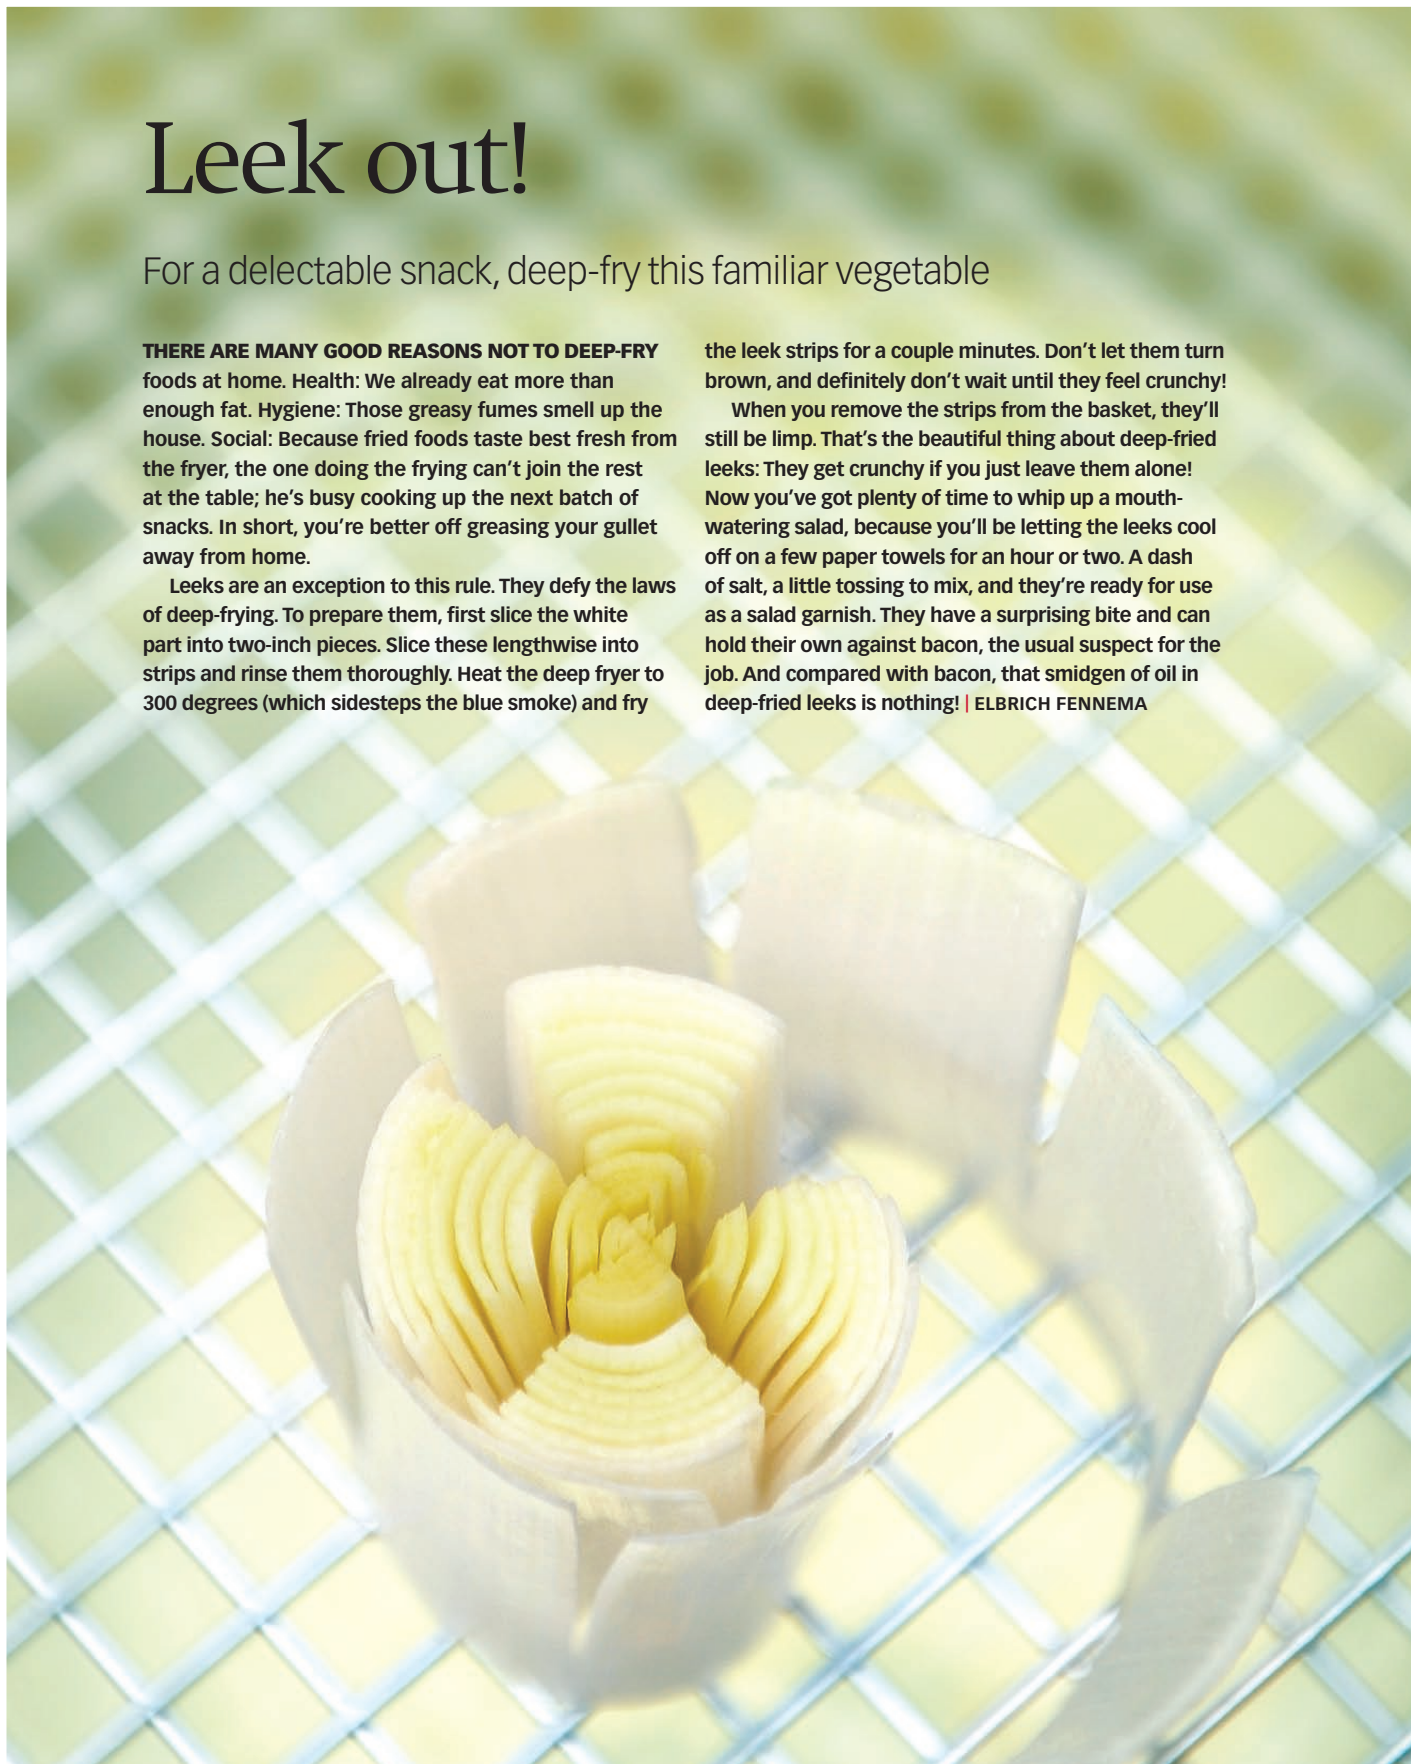 Leek out!
For a delectable snack, deep-fry this familiar vegetable
THERE ARE MANY GOOD REASONS NOT TO DEEP-FRY
foods at home. Health: We already eat more than
enough fat. Hygiene: Those greasy fumes smell up the
house. Social: Because fried foods taste best fresh from
the fryer, the one doing the frying can't join the rest
at the table; he's busy cooking up the next batch of
snacks. In short, you're better off greasing your gullet
away from home.
Leeks are an exception to this rule. They defy the laws
of deep-frying. To prepare them, first slice the white
part into two-inch pieces. Slice these lengthwise into
strips and rinse them thoroughly. Heat the deep fryer to
300 degrees (which sidesteps the blue smoke) and fry
the leek strips for a couple minutes. Don't let them turn
brown, and definitely don't wait until they feel crunchy!
When you remove the strips from the basket, they'll
still be limp. That's the beautiful thing about deep-fried
leeks: They get crunchy if you just leave them alone!
Now you've got plenty of time to whip up a mouth-
watering salad, because you'll be letting the leeks cool
off on a few paper towels for an hour or two. A dash
of salt, a little tossing to mix, and they're ready for use
as a salad garnish. They have a surprising bite and can
hold their own against bacon, the usual suspect for the
job. And compared with bacon, that smidgen of oil in
deep-fried leeks is nothing! | ELBRICH FENNEMA